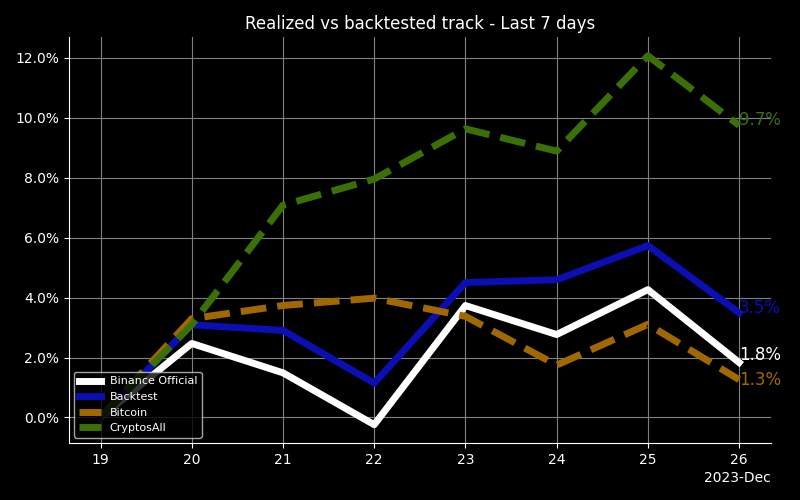 Realized vs backtested track - Last 7 days
12.0%
10.0%
8.0%
6.0%
4.0%
2.0%
0.0%
9.7%
3.5%
1.8%
1.3%
Binance Official
Backtest
Bitcoin
CryptosAll
19 20 21 22 23 24 25 26
2023-Dec